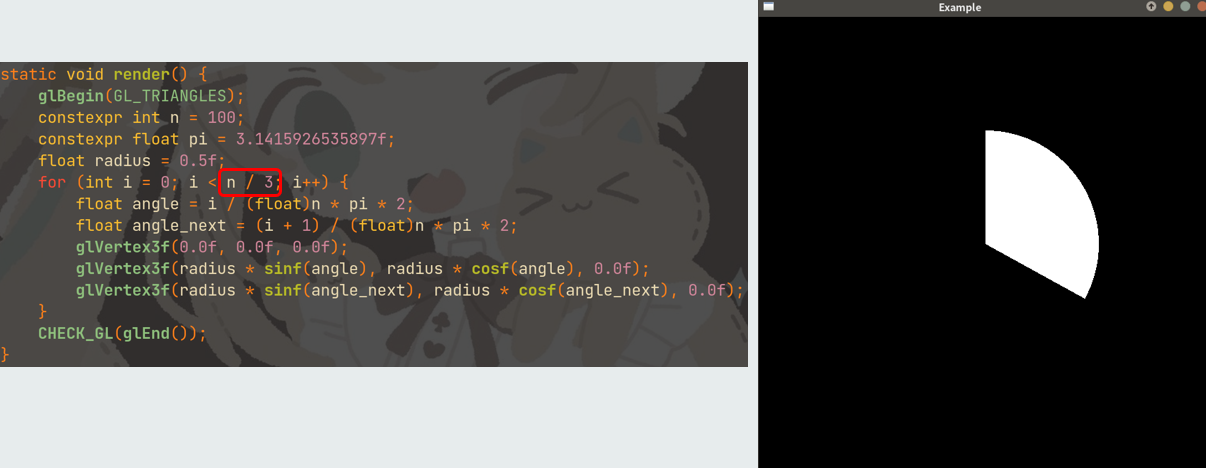 static void render() {
    glBegin(GL_TRIANGLES);
    constexpr int n = 100;
    constexpr float pi = 3.1415926535897f;
    float radius = 0.5f;
    for (int i = 0; i < n / 3; i++) {
        float angle = i / (float)n * pi * 2;
        float angle_next = (i + 1) / (float)n * pi * 2;
        glVertex3f(0.0f, 0.0f, 0.0f);
        glVertex3f(radius * sinf(angle), radius * cosf(angle), 0.0f);
        glVertex3f(radius * sinf(angle_next), radius * cosf(angle_next), 0.0f);
    }
    CHECK_GL(glEnd());
}
Example